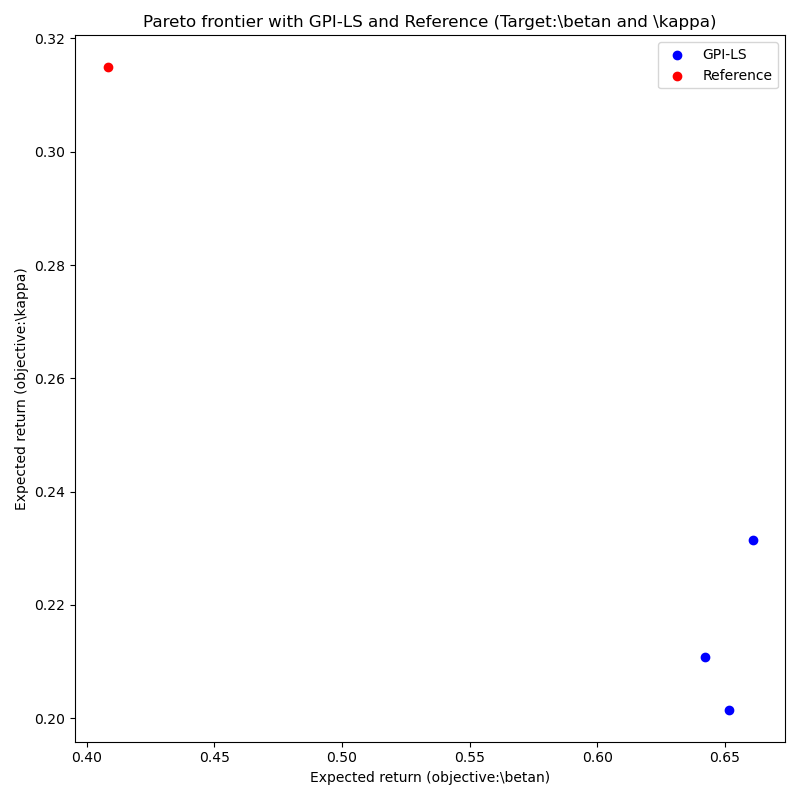 Pareto frontier with GPI-LS and Reference (Target:\betan and \kappa)
GPI-LS
Reference
0.32
0.30
0.28
0.26
0.24
0.22
0.20
Expected return (objective:\kappa)
0.40
0.45
0.50
0.55
0.60
0.65
Expected return (objective:\betan)